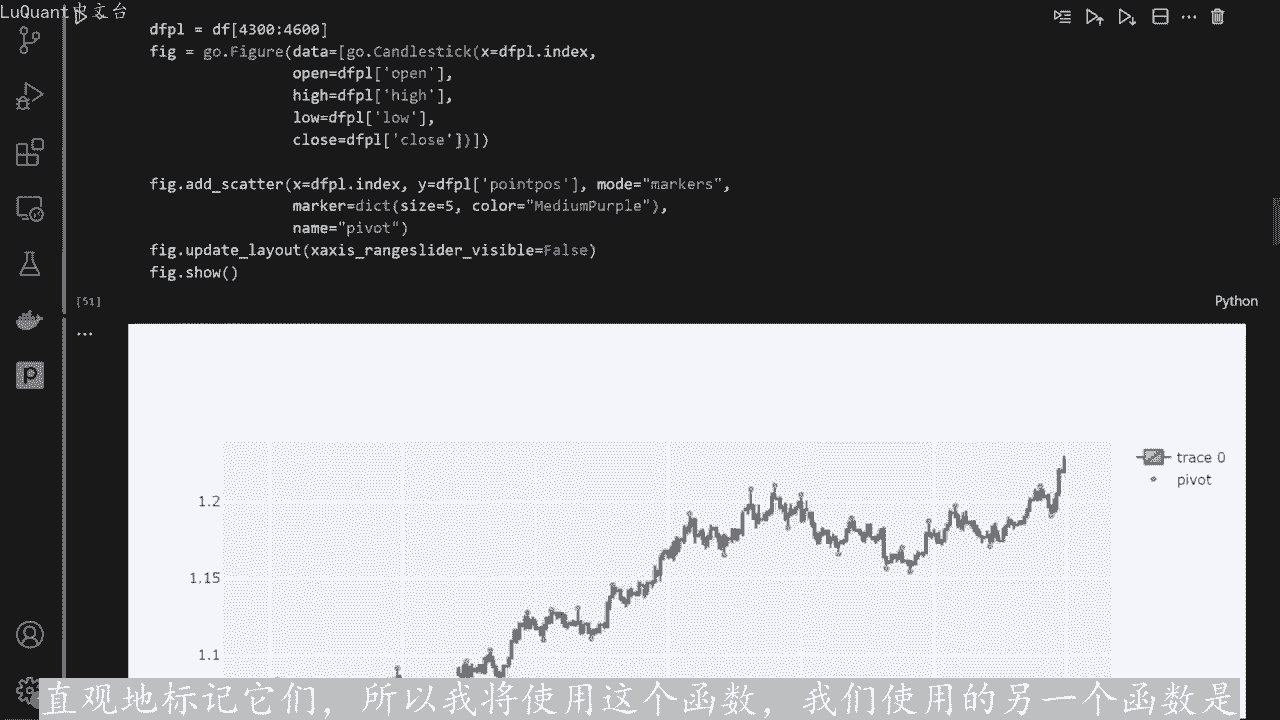 LuQuant中文台
dfpl = df[4300:4600]
fig = go.Figure(data=[go.Candlestick(x=dfpl.index,
open=dfpl['open'],
high=dfpl['high'],
low=dfpl['low'],
close=dfpl['close'])])
fig.add_scatter(x=dfpl.index, y=dfpl['pointpos'], mode="markers",
marker=dict(size=5, color="MediumPurple"),
name="pivot")
fig.update_layout(xaxis_rangeslider_visible=False)
fig.show()
[51]
Python
trace 0
pivot
1.2
1.15
1.1
直观地标记它们，所以我将使用这个函数，我们使用的另一个函数是